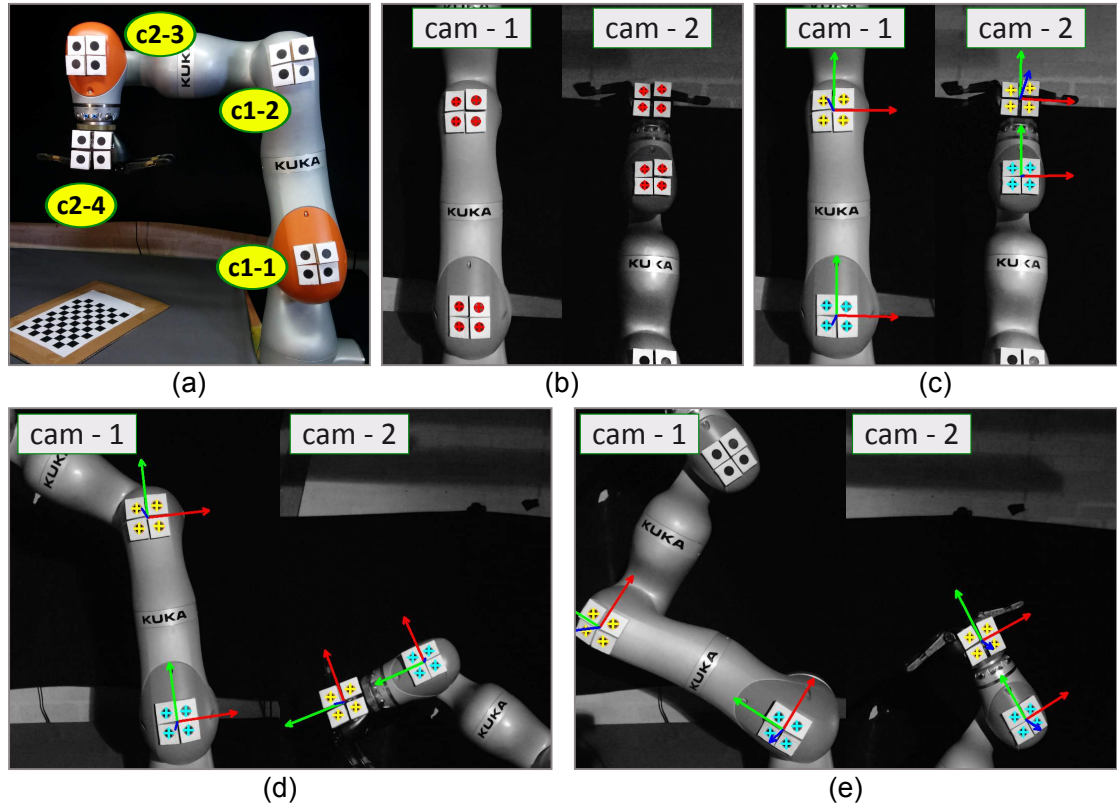 c2-3
KUKA
c1-2
KUKA
c2-4
c1-1
(a)
cam - 1
cam - 2
KUKA
KUKA
(b)
cam - 1
cam - 2
KUKA
KUKA
(c)
cam - 1
cam - 2
KUKA
KUKA
KUKA
(d)
cam - 1
cam - 2
KUKA
KUKA
(e)